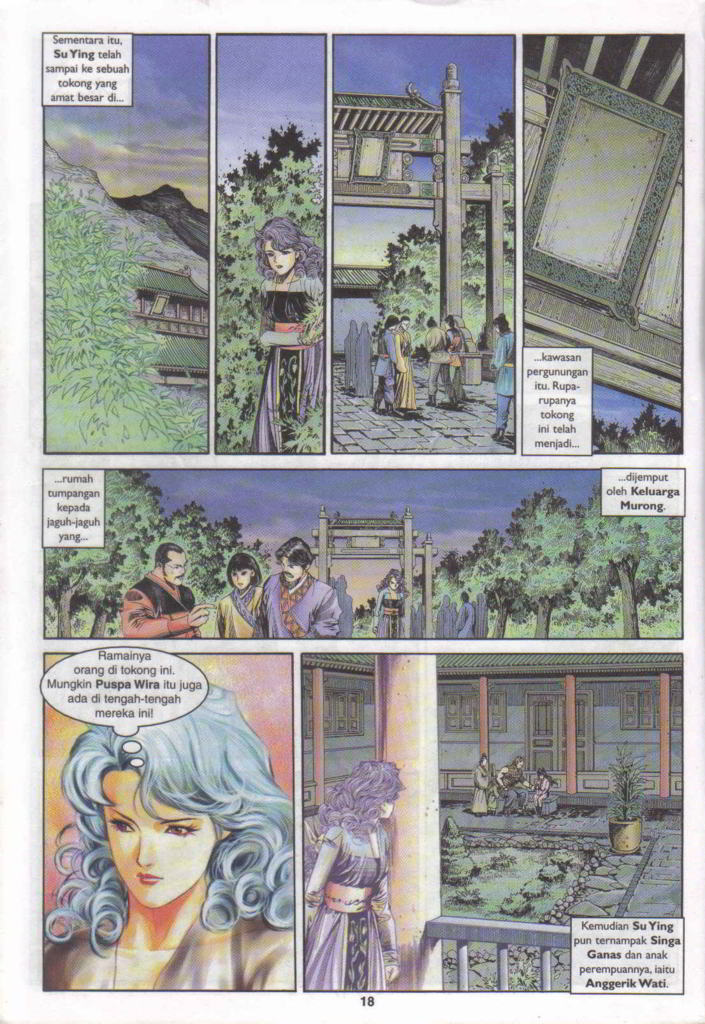 Sementara itu,
Su Ying telah
sampai ke sebuah
tokong yang
amat besar di...
...kawasan
pergunungan
itu. Rupa-
rupanya
tokong
ini telah
menjadi...
...rumah
tumpangan
kepada
jaguh-jaguh
yang...
...dijemput
oleh Keluarga
Murong.
Ramainya
orang di tokong ini.
Mungkin Puspa Wira itu juga
ada di tengah-tengah
mereka ini!
Kemudian Su Ying
pun ternampak Singa
Ganas dan anak
perempuannya, iaitu
Anggerik Wati.
18